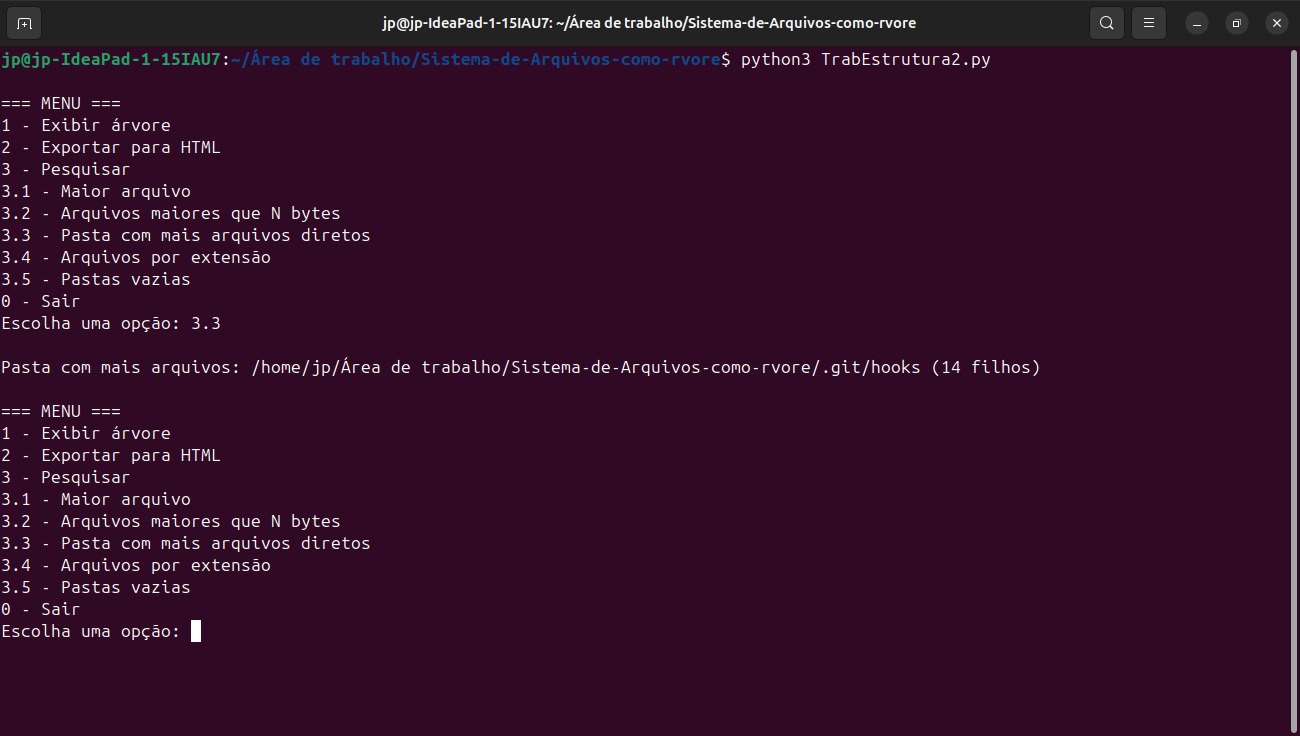 jp@jp-IdeaPad-1-15IAU7: ~/Área de trabalho/Sistema-de-Arquivos-como-rvore
jp@jp-IdeaPad-1-15IAU7:~/Área de trabalho/Sistema-de-Arquivos-como-rvore$ python3 TrabEstrutura2.py
=== MENU ===
1 - Exibir árvore
2 - Exportar para HTML
3 - Pesquisar
3.1 - Maior arquivo
3.2 - Arquivos maiores que N bytes
3.3 - Pasta com mais arquivos diretos
3.4 - Arquivos por extensão
3.5 - Pastas vazias
0 - Sair
Escolha uma opção: 3.3
Pasta com mais arquivos: /home/jp/Área de trabalho/Sistema-de-Arquivos-como-rvore/.git/hooks (14 filhos)
=== MENU ===
1 - Exibir árvore
2 - Exportar para HTML
3 - Pesquisar
3.1 - Maior arquivo
3.2 - Arquivos maiores que N bytes
3.3 - Pasta com mais arquivos diretos
3.4 - Arquivos por extensão
3.5 - Pastas vazias
0 - Sair
Escolha uma opção: